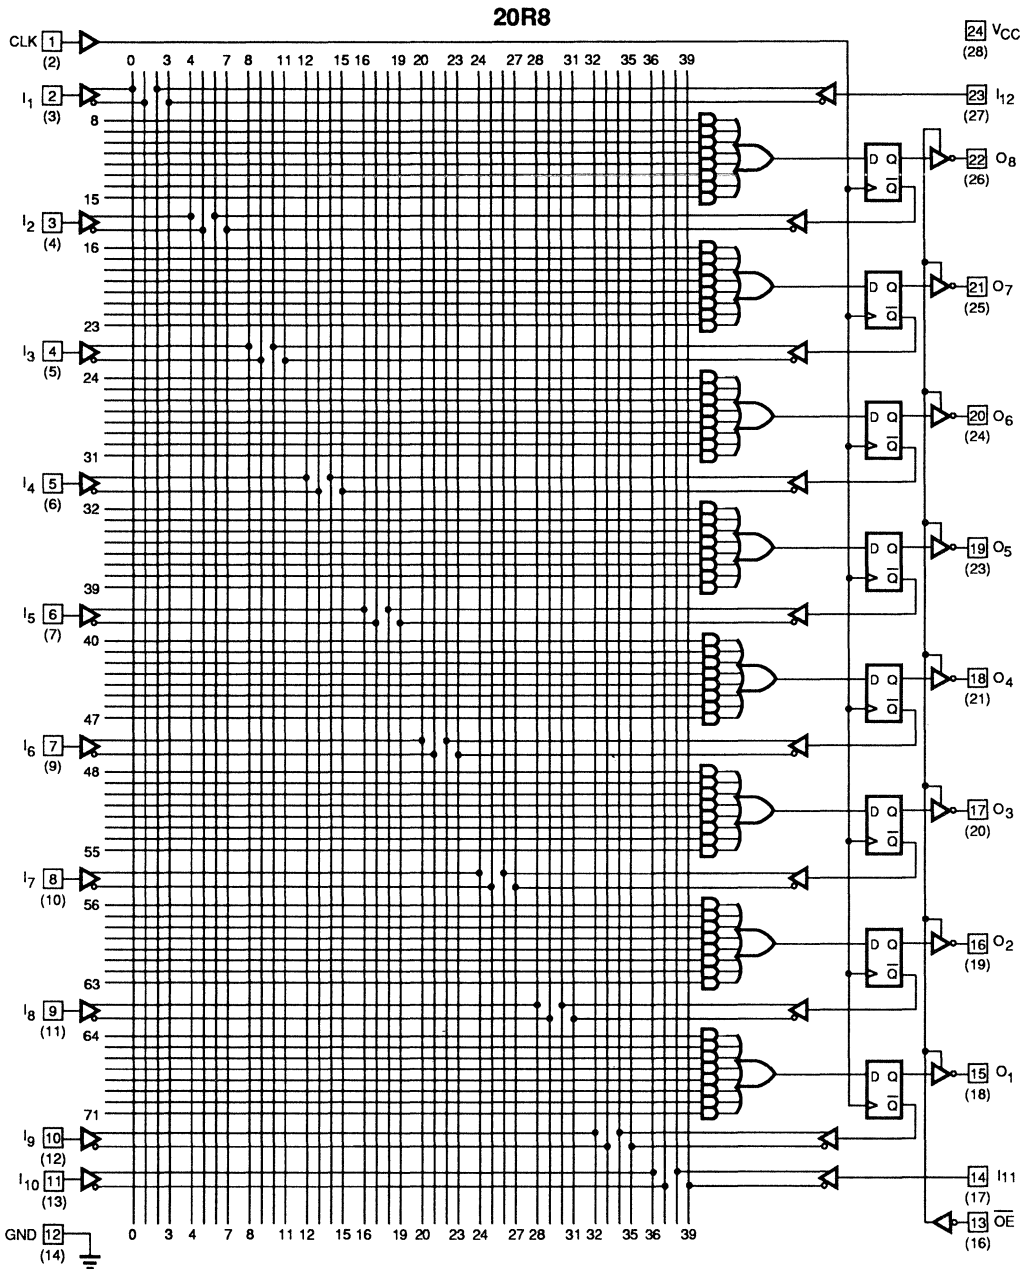 20R8
CLK 1 (2)
24 VCC (28)
0 3 4 7 8 11 12 15 16 19 20 23 24 27 28 31 32 35 36 39
I1 2 (3)
23 I12 (27)
8
D Q Q̅
22 O8 (26)
15
I2 3 (4)
16
D Q Q̅
21 O7 (25)
23
I3 4 (5)
24
D Q Q̅
20 O6 (24)
31
I4 5 (6)
32
D Q Q̅
19 O5 (23)
39
I5 6 (7)
40
D Q Q̅
18 O4 (21)
47
I6 7 (9)
48
D Q Q̅
17 O3 (20)
55
I7 8 (10)
56
D Q Q̅
16 O2 (19)
63
I8 9 (11)
64
D Q Q̅
15 O1 (18)
71
I9 10 (12)
I10 11 (13)
14 I11 (17)
GND 12 (14)
0 3 4 7 8 11 12 15 16 19 20 23 24 27 28 31 32 35 36 39
13 O̅E̅ (16)